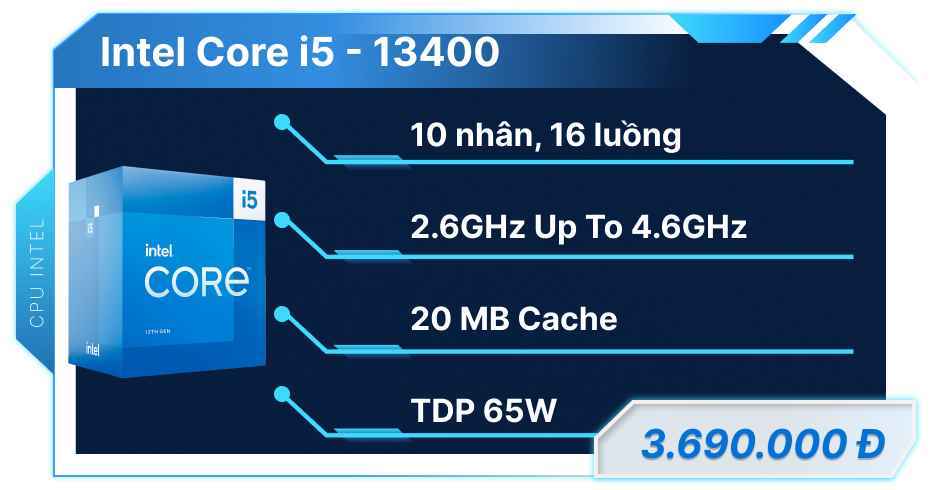 Intel Core i5 - 13400
10 nhân, 16 luồng
2.6GHz Up To 4.6GHz
20 MB Cache
TDP 65W
3.690.000 Đ
CPU INTEL
i5
i5
intel
CORE
13TH GEN
intel